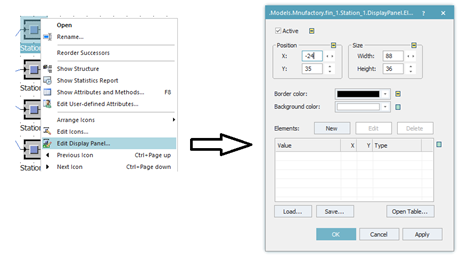 Station
Station
Station
Station
Open
Rename...
Reorder Successors
Show Structure
Show Statistics Report
Show Attributes and Methods... F8
Edit User-defined Attributes...
Arrange Icons
Edit Icons...
Edit Display Panel...
Previous Icon Ctrl+Page up
Next Icon Ctrl+Page down
.Models.Mnufactory.fm_1.Station_1.DisplayPanel.El... ? ×
Active
Position
X: -24
Y: 35
Size
Width: 88
Height: 36
Border color:
Background color:
Elements: New Edit Delete
Value X Y Type
Load... Save... Open Table...
OK Cancel Apply